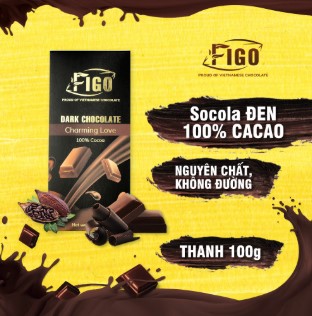 FIGO
PROUD OF VIETNAMESE CHOCOLATE
DARK CHOCOLATE
Charming Love
100% Cacao
FIGO
PROUD OF VIETNAMESE CHOCOLATE
Socola ĐEN
100% CACAO
NGUYÊN CHẤT,
KHÔNG ĐƯỜNG
THANH 100g